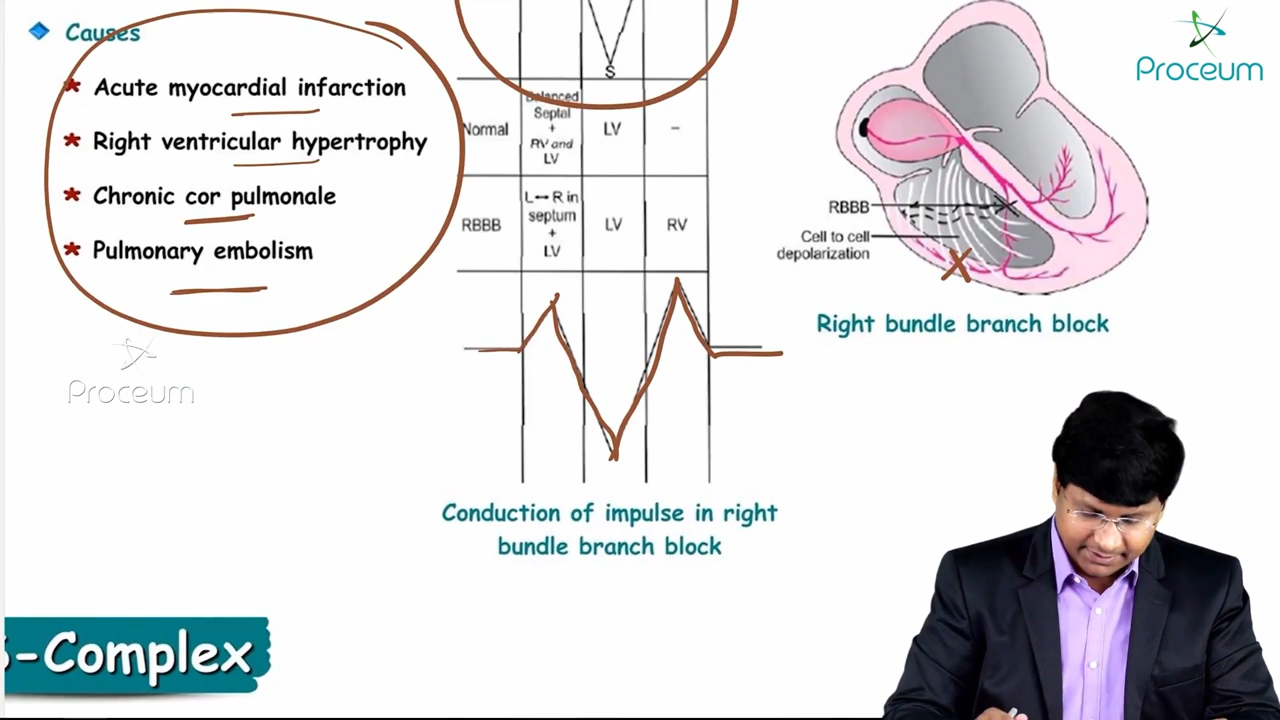 Causes
* Acute myocardial infarction
* Right ventricular hypertrophy
* Chronic cor pulmonale
* Pulmonary embolism
Proceum
S
Normal
Balanced
Septal
+
RV and
LV
LV
–
RBBB
L↔R in
septum
+
LV
LV
RV
Conduction of impulse in right
bundle branch block
Proceum
RBBB
Cell to cell
depolarization
X
Right bundle branch block
-Complex